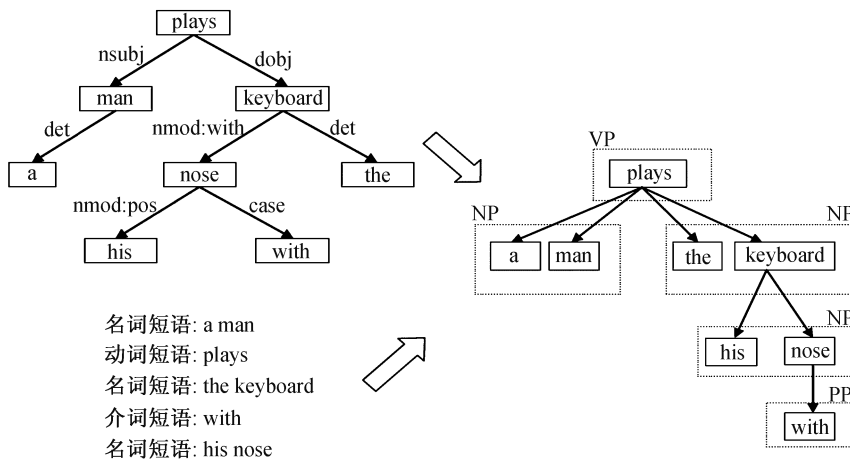 plays
nsubj
dobj
man
keyboard
det
nmod:with
det
a
nose
the
nmod:pos
case
his
with
名词短语: a man
动词短语: plays
名词短语: the keyboard
介词短语: with
名词短语: his nose
VP
plays
NP
NP
a
man
the
keyboard
NP
his
nose
PP
with